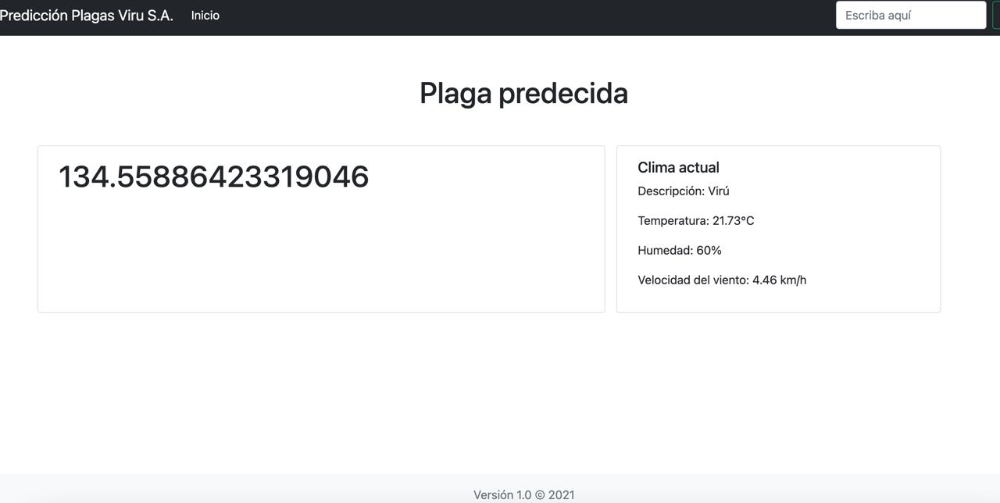 Predicción Plagas Viru S.A. Inicio Escriba aquí
Plaga predecida
134.55886423319046
Clima actual
Descripción: Virú
Temperatura: 21.73°C
Humedad: 60%
Velocidad del viento: 4.46 km/h
Versión 1.0 © 2021